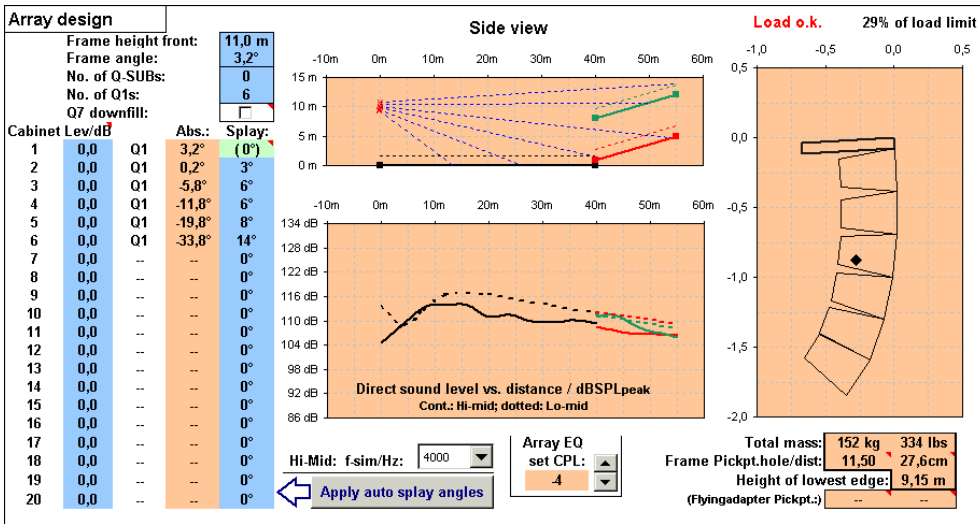 Array design
Frame height front: 11,0 m
Frame angle: 3,2°
No. of Q-SUBs: 0
No. of Q1s: 6
Q7 downfill:
Cabinet Lev/dB Abs.: Splay:
1 0,0 Q1 3,2° ( 0°)
2 0,0 Q1 0,2° 3°
3 0,0 Q1 -5,8° 6°
4 0,0 Q1 -11,8° 6°
5 0,0 Q1 -19,8° 8°
6 0,0 Q1 -33,8° 14°
7 0,0 -- -- 0°
8 0,0 -- -- 0°
9 0,0 -- -- 0°
10 0,0 -- -- 0°
11 0,0 -- -- 0°
12 0,0 -- -- 0°
13 0,0 -- -- 0°
14 0,0 -- -- 0°
15 0,0 -- -- 0°
16 0,0 -- -- 0°
17 0,0 -- -- 0°
18 0,0 -- -- 0°
19 0,0 -- -- 0°
20 0,0 -- -- 0°
Side view
-10m 0m 10m 20m 30m 40m 50m 60m
15 m
10 m
5 m
0 m
-10m 0m 10m 20m 30m 40m 50m 60m
134 dB
128 dB
122 dB
116 dB
110 dB
104 dB
98 dB
92 dB
86 dB
Direct sound level vs. distance / dBSPLpeak
Cont.: Hi-mid; dotted: Lo-mid
Hi-Mid: f-sim/Hz: 4000
Apply auto splay angles
Array EQ
set CPL:
-4
Load o.k. 29% of load limit
-1,0 -0,5 0,0 0,5
0,5
0,0
-0,5
-1,0
-1,5
-2,0
Total mass: 152 kg 334 lbs
Frame Pickpt.hole/dist: 11,50 27,6cm
Height of lowest edge: 9,15 m
(Flyingadapter Pickpt.:) -- --